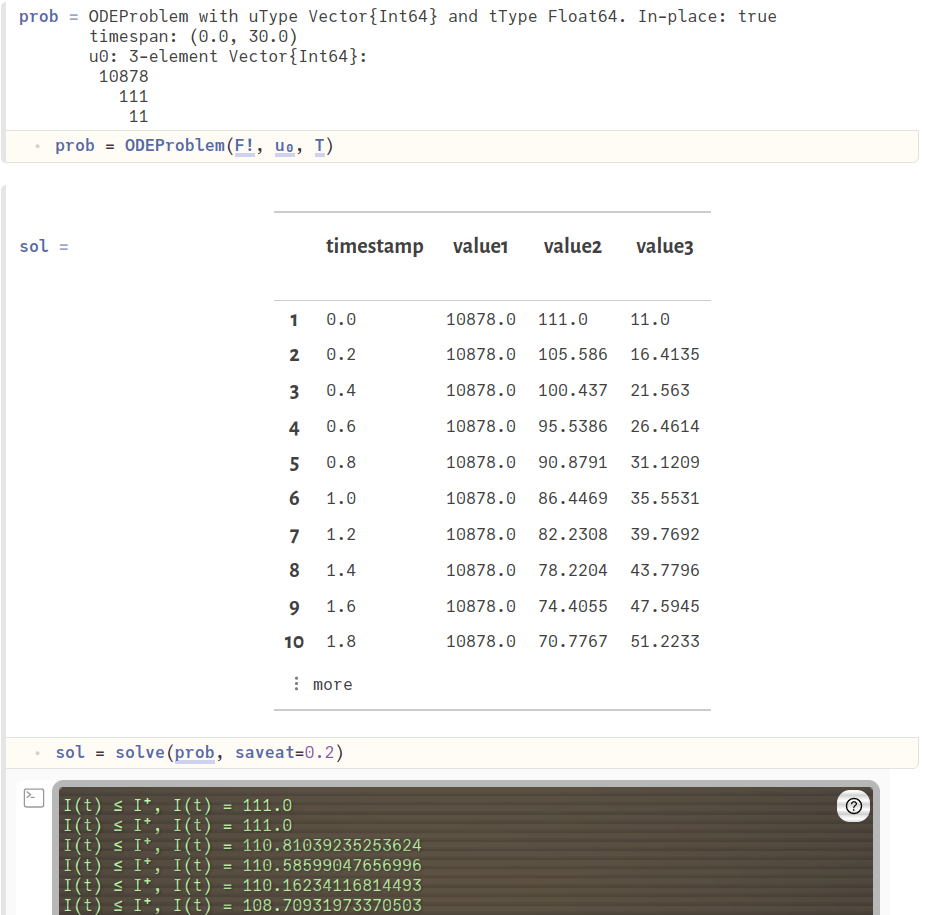 prob = ODEProblem with uType Vector{Int64} and tType Float64. In-place: true
timespan: (0.0, 30.0)
u0: 3-element Vector{Int64}:
10878
111
11
prob = ODEProblem(F!, u₀, T)
sol =
timestamp value1 value2 value3
1 0.0 10878.0 111.0 11.0
2 0.2 10878.0 105.586 16.4135
3 0.4 10878.0 100.437 21.563
4 0.6 10878.0 95.5386 26.4614
5 0.8 10878.0 90.8791 31.1209
6 1.0 10878.0 86.4469 35.5531
7 1.2 10878.0 82.2308 39.7692
8 1.4 10878.0 78.2204 43.7796
9 1.6 10878.0 74.4055 47.5945
10 1.8 10878.0 70.7767 51.2233
⋮ more
sol = solve(prob, saveat=0.2)
I(t) ≤ I⁺, I(t) = 111.0
I(t) ≤ I⁺, I(t) = 111.0
I(t) ≤ I⁺, I(t) = 110.81039235253624
I(t) ≤ I⁺, I(t) = 110.58599047656996
I(t) ≤ I⁺, I(t) = 110.16234116814493
I(t) ≤ I⁺, I(t) = 108.70931973370503